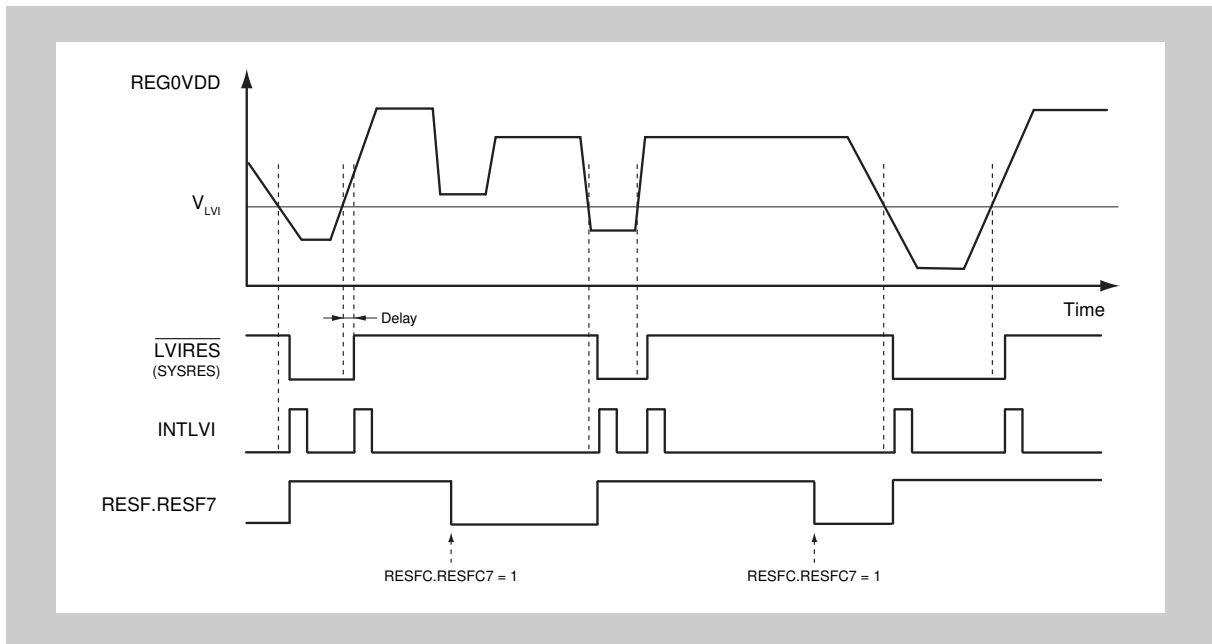 REG0VDD
VLVI
Time
Delay
LVIRES
(SYSRES)
INTLVI
RESF.RESF7
RESFC.RESFC7 = 1
RESFC.RESFC7 = 1